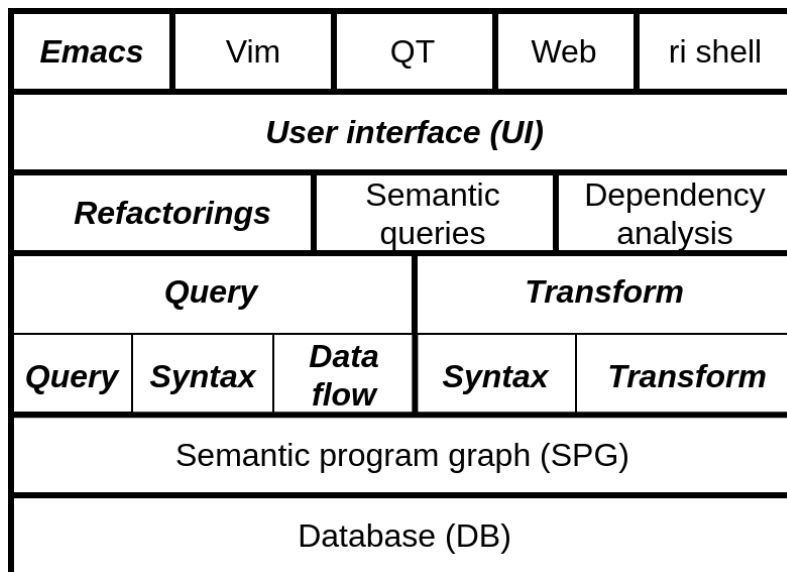 Emacs Vim QT Web ri shell
User interface (UI)
Refactorings Semantic queries Dependency analysis
Query Transform
Query Syntax Data flow Syntax Transform
Semantic program graph (SPG)
Database (DB)